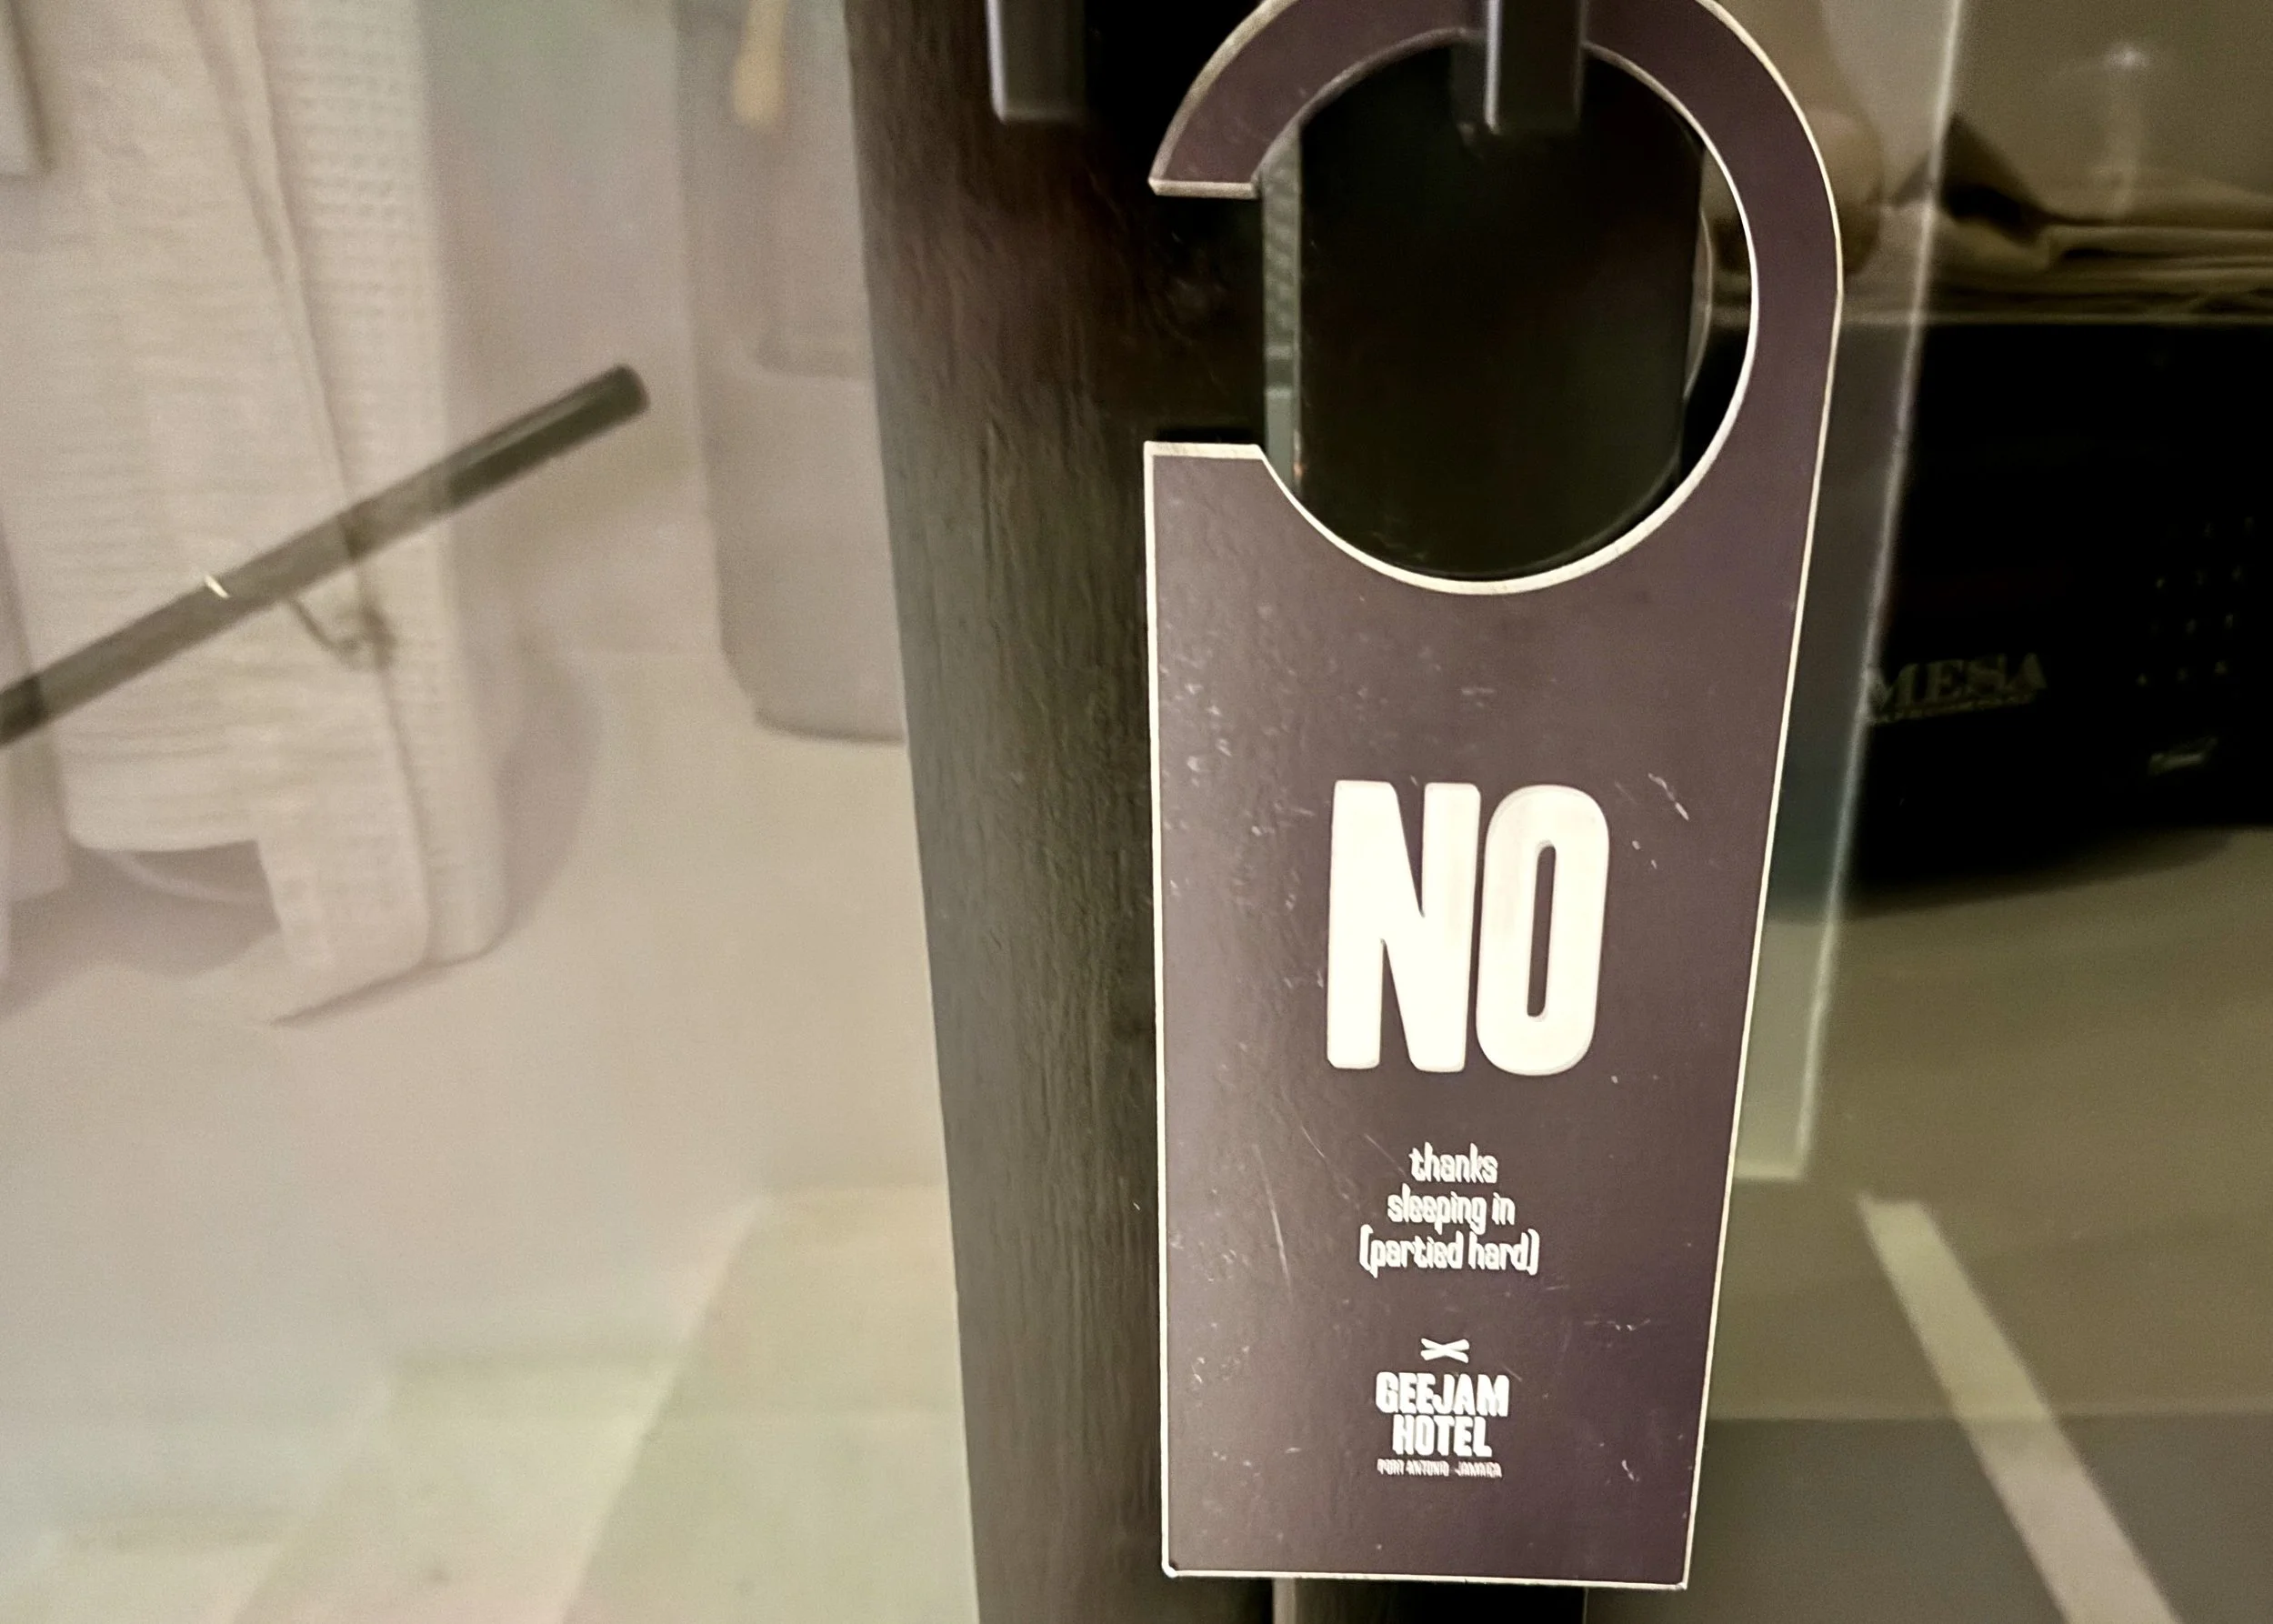 MESA
NO
thanks
sleeping in
(partied hard)
GEEJAM
HOTEL
PORT ANTONIO JAMAICA